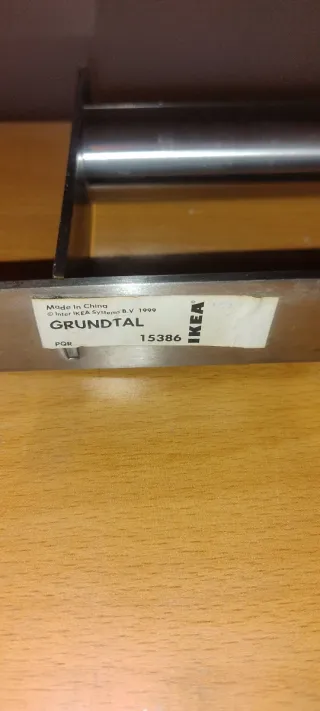 Made in China
© Inter IKEA Systems B.V. 1999
GRUNDTAL
PQR 15386
IKEA